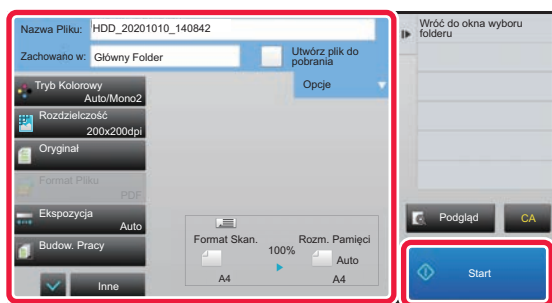 Nazwa Pliku:
HDD_20201010_140842
Zachowano w:
Główny Folder
Utwórz plik do
pobrania
Opcje
Tryb Kolorowy
Auto/Mono2
Rozdzielczość
200x200dpi
Oryginał
Format Pliku
PDF
Ekspozycja
Auto
Budow. Pracy
Inne
Format Skan.
A4
100%
Rozm. Pamięci
Auto
A4
Wróć do okna wyboru
folderu
Podgląd
CA
Start